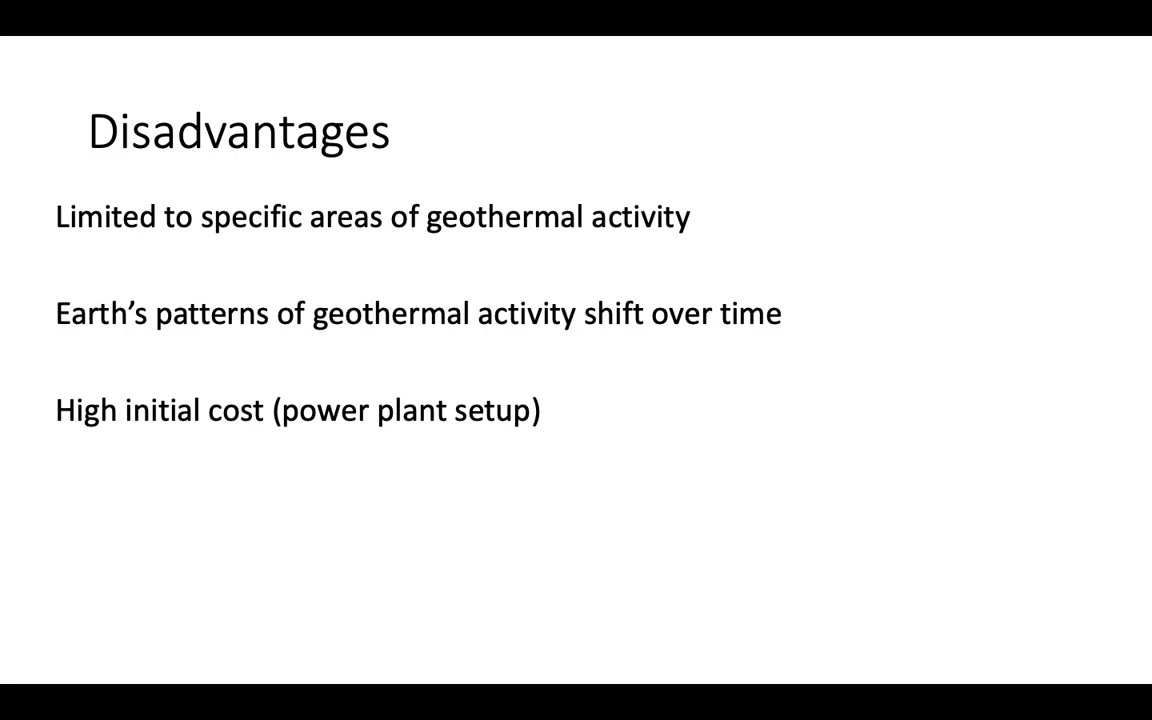 Disadvantages
Limited to specific areas of geothermal activity
Earth’s patterns of geothermal activity shift over time
High initial cost (power plant setup)